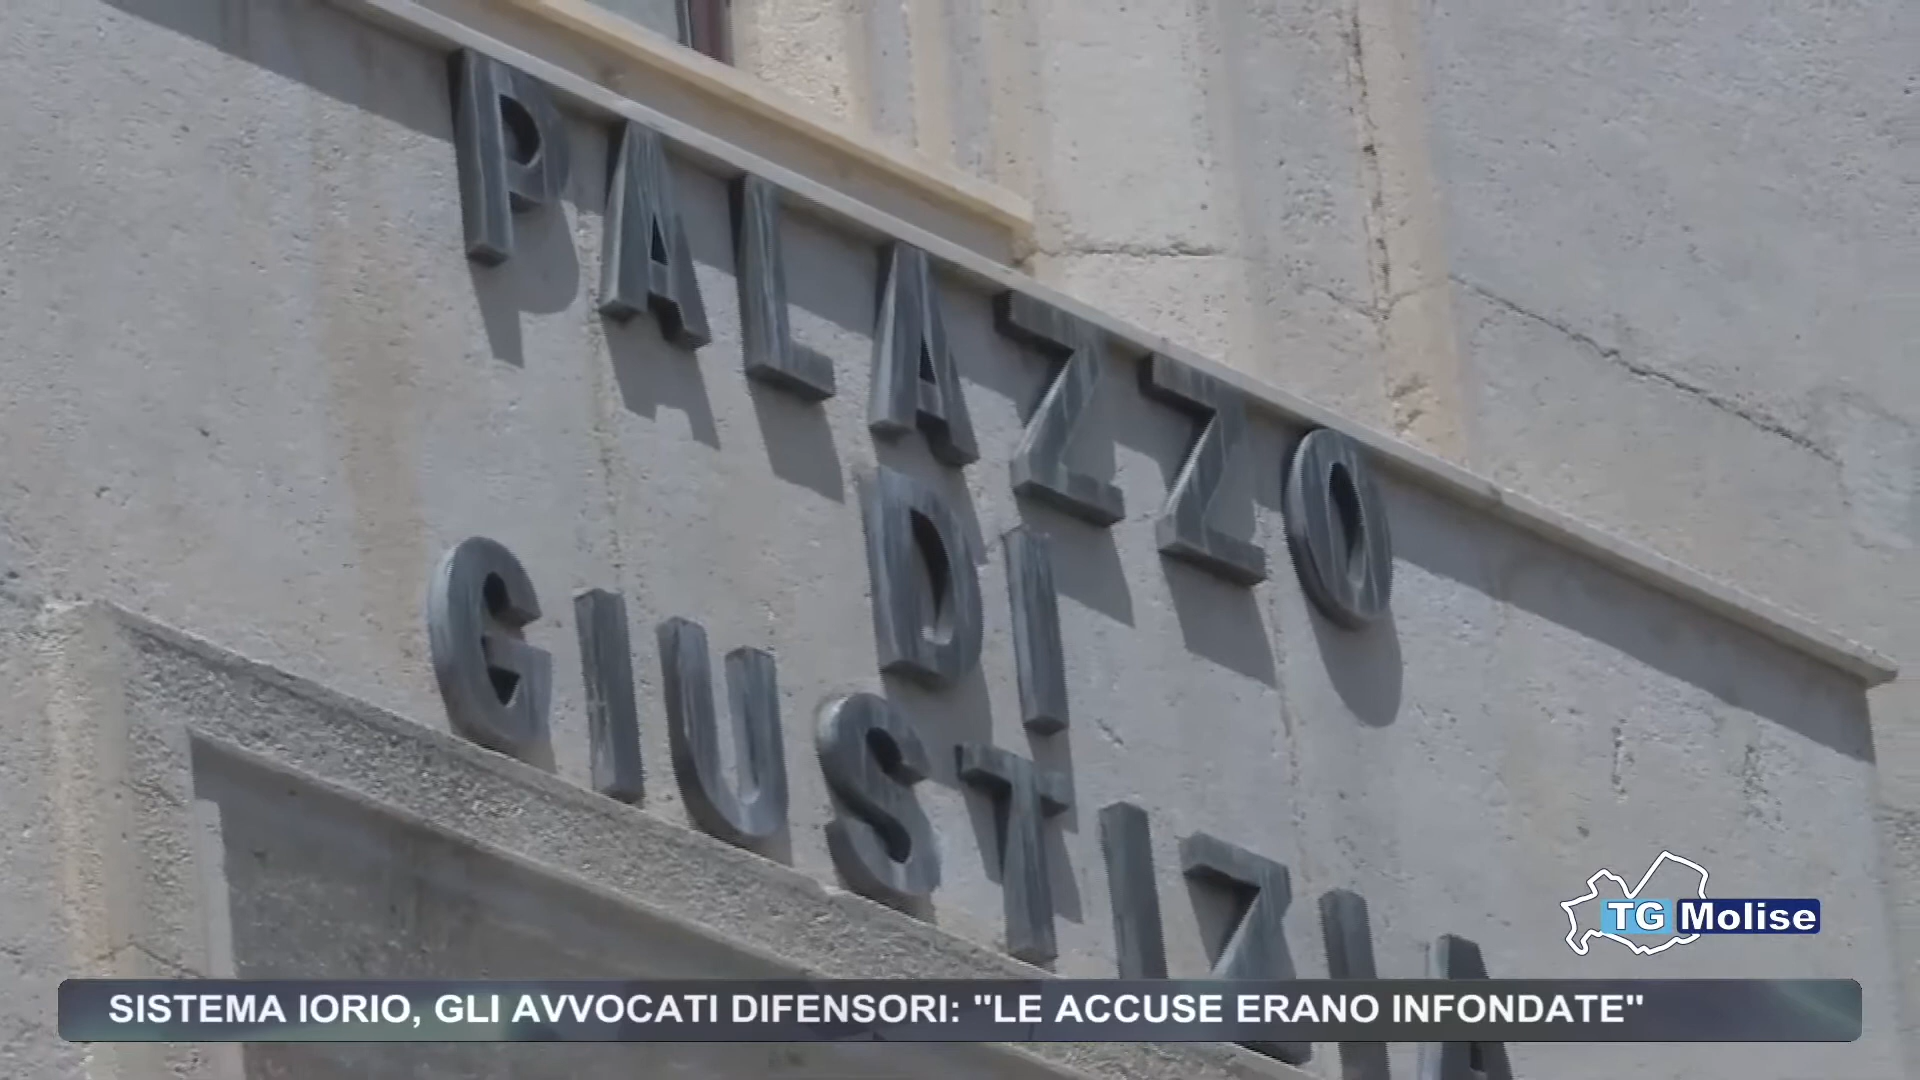 PALAZZO
DI
GIUSTIZIA
TG Molise
SISTEMA IORIO, GLI AVVOCATI DIFENSORI: "LE ACCUSE ERANO INFONDATE"